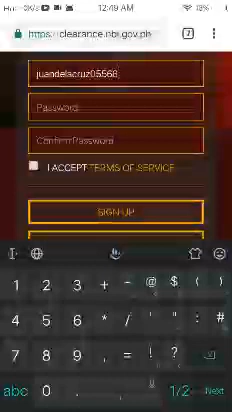 12:49 AM
https://clearance.nbi.gov.ph
juandelacruz05568
Password
Confirm Password
I ACCEPT TERMS OF SERVICE
SIGN UP
1 2 3 + - @ $ ( )
4 5 6 * / ' " : #
7 8 9 , = ! ?
abc 0 . , 1/2 Next